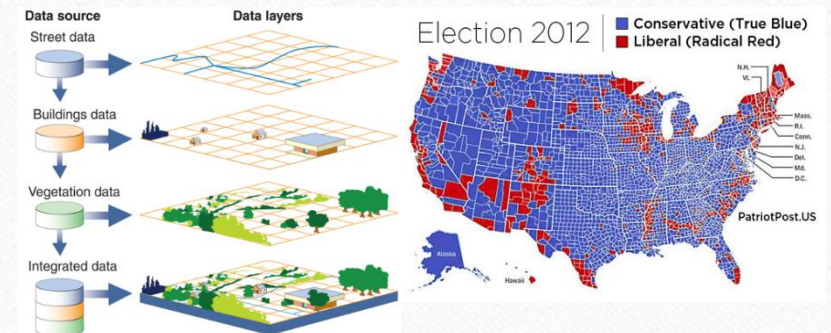 Data source
Data layers
Street data
Buildings data
Vegetation data
Integrated data
Election 2012
Conservative (True Blue)
Liberal (Radical Red)
N.H.
Vt.
Mass.
R.I.
Conn.
N.J.
Del.
Md.
D.C.
PatriotPost.US
Alaska
Hawaii